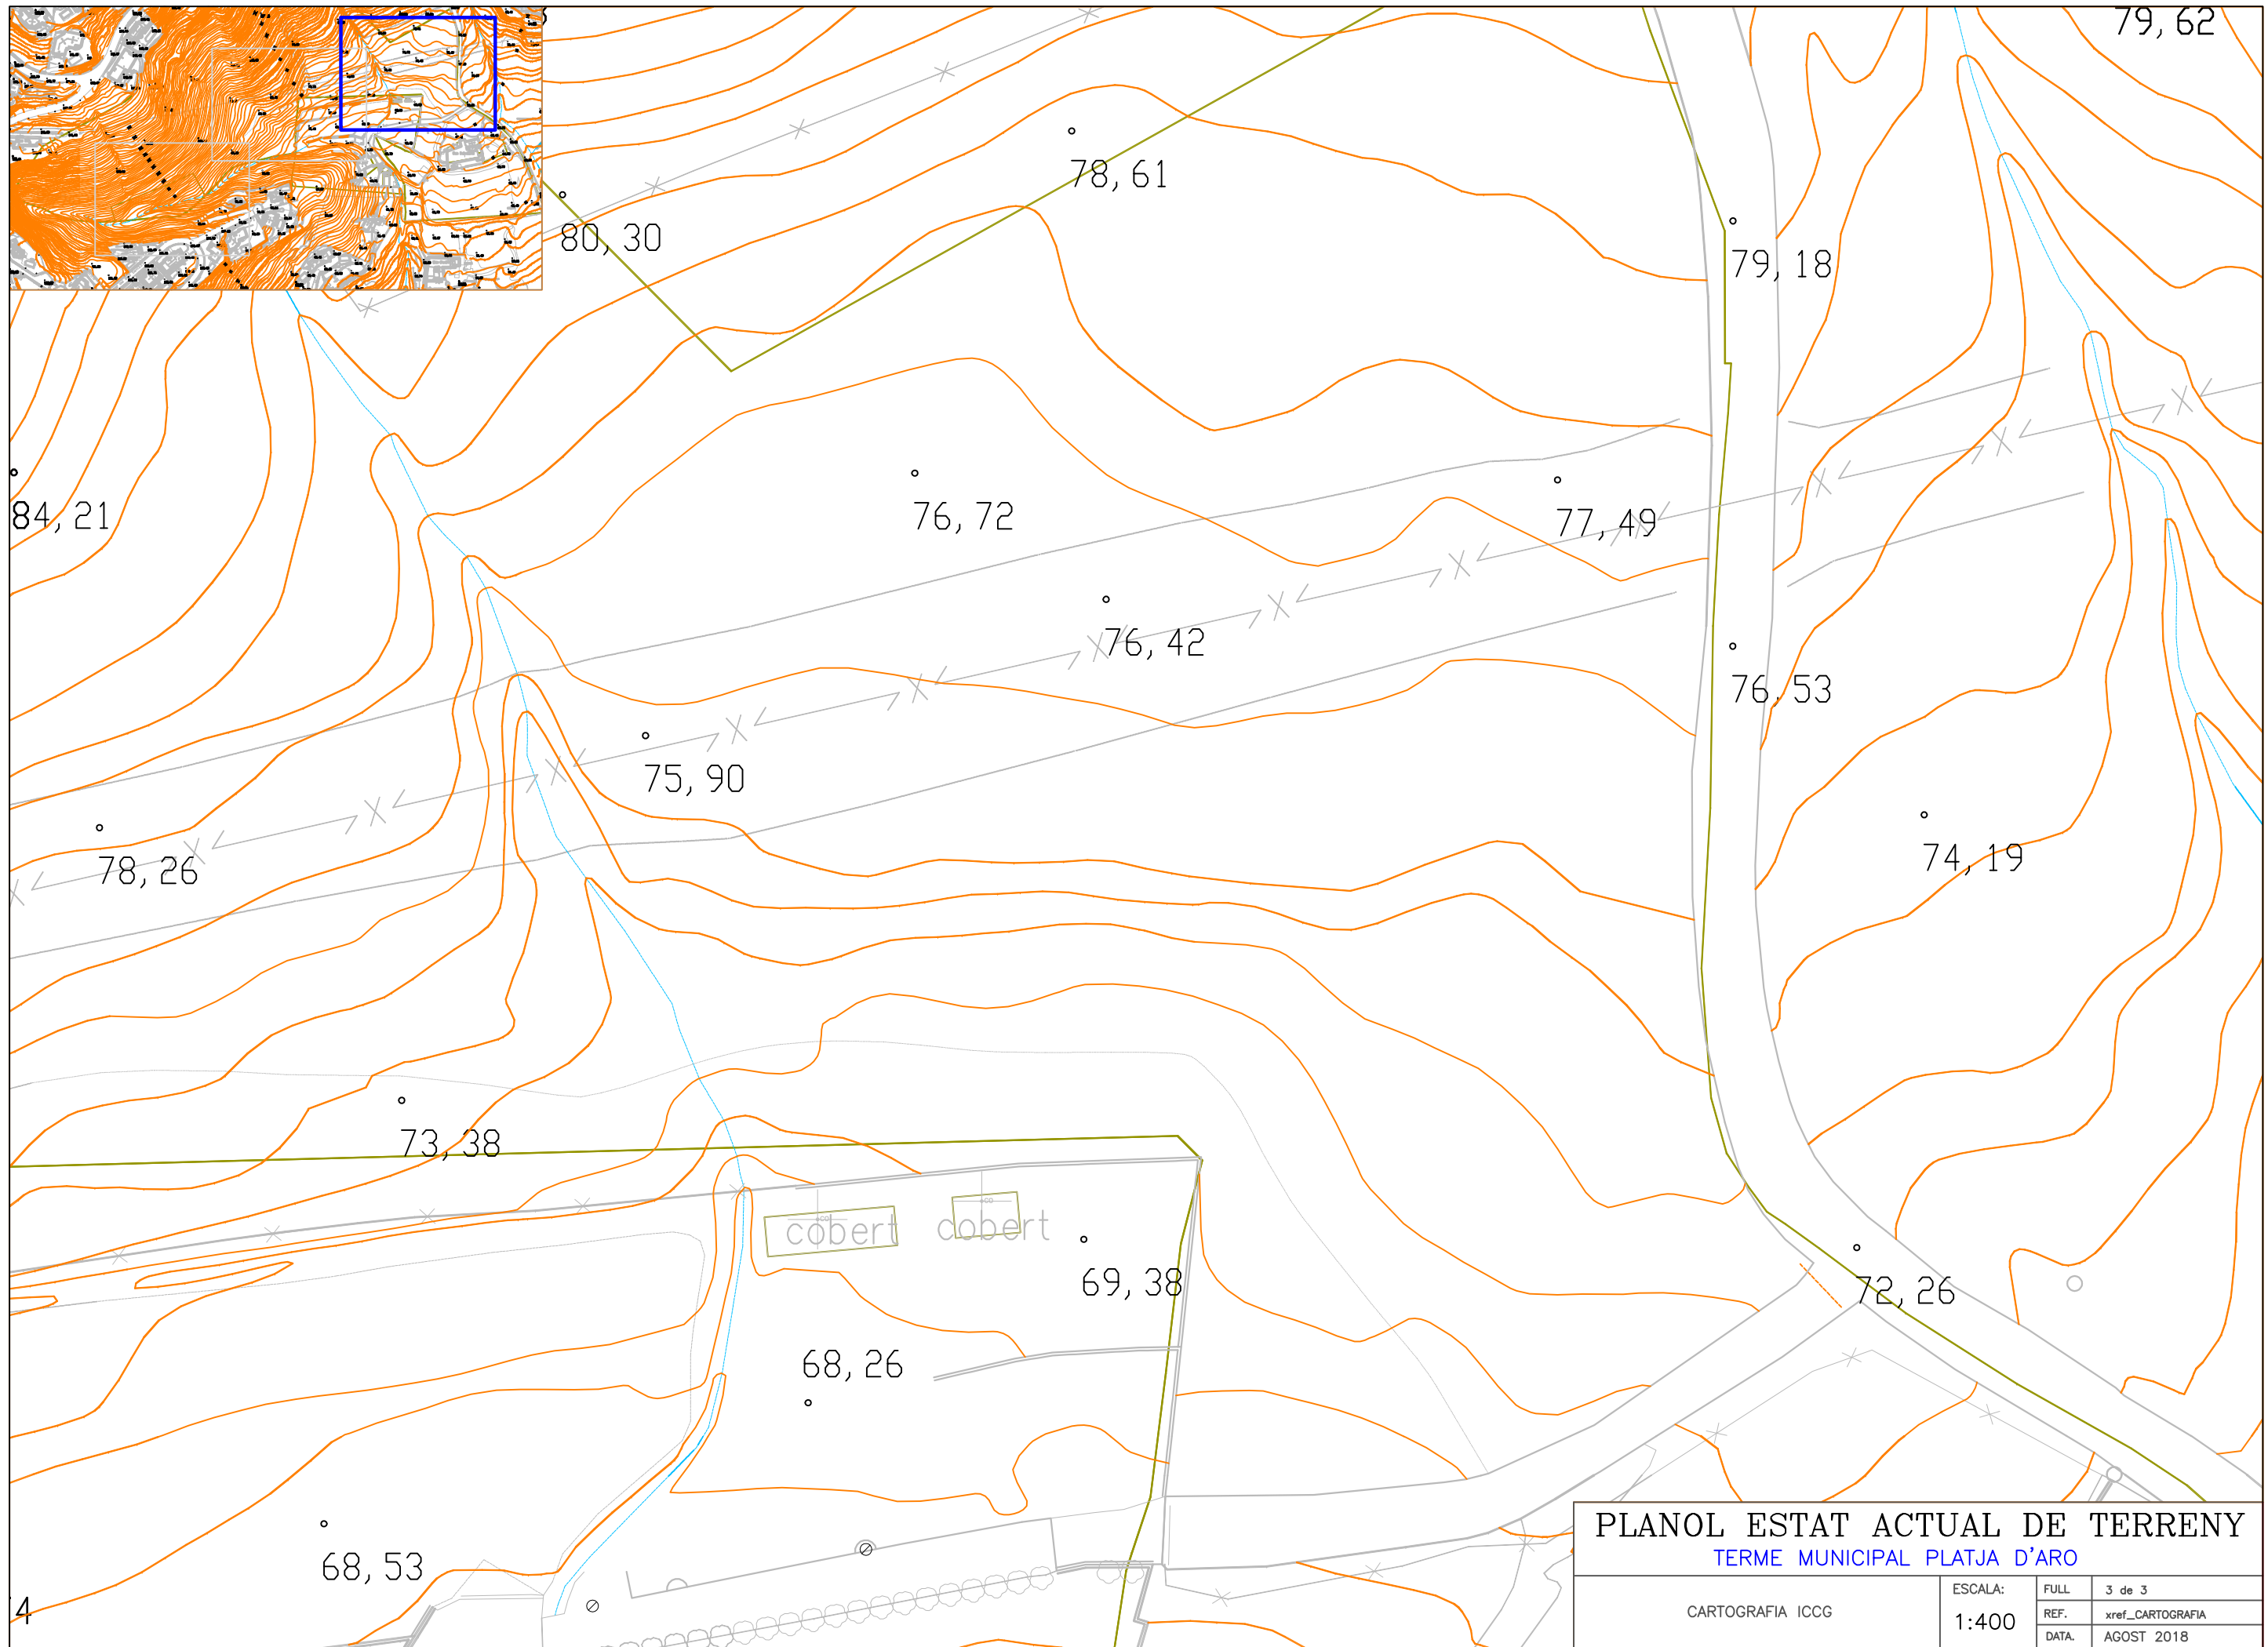 79,62
78,61
80,30
79,18
84,21
76,72
77,49
76,42
76,53
75,90
78,26
74,19
73,38
cobert
cobert
69,38
72,26
68,26
68,53
PLANOL ESTAT ACTUAL DE TERRENY
TERME MUNICIPAL PLATJA D'ARO
CARTOGRAFIA ICCG
ESCALA:
1:400
FULL 3 de 3
REF. xref_CARTOGRAFIA
DATA. AGOST 2018